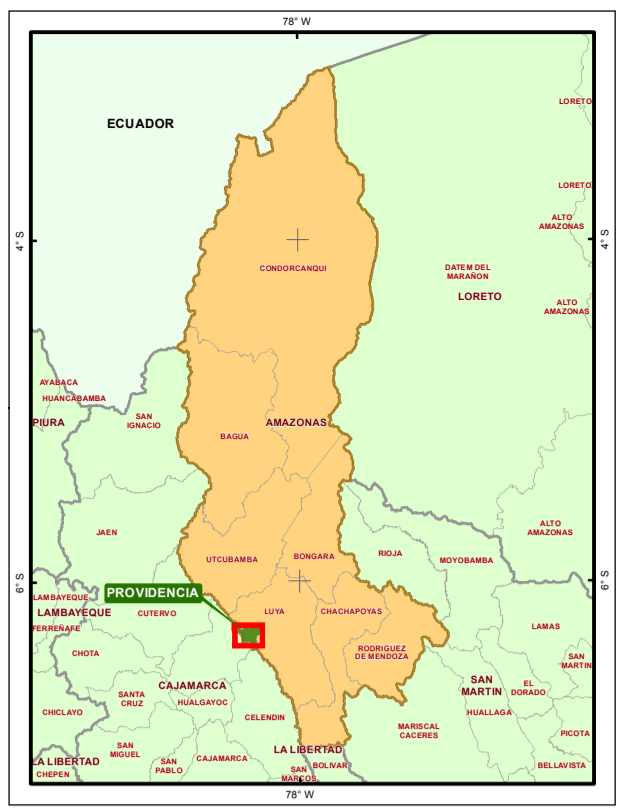 78° W
ECUADOR
LORETO
LORETO
ALTO
AMAZONAS
4° S
4° S
CONDORCANQUI
DATEM DEL
MARAÑON
LORETO
ALTO
AMAZONAS
AYABACA
HUANCABAMBA
PIURA
SAN
IGNACIO
AMAZONAS
BAGUA
JAEN
ALTO
AMAZONAS
UTCUBAMBA
BONGARA
RIOJA
MOYOBAMBA
6° S
6° S
PROVIDENCIA
LAMBAYEQUE
LAMBAYEQUE
CUTERVO
LUYA
CHACHAPOYAS
FERREÑAFE
LAMAS
CHOTA
RODRIGUEZ
DE MENDOZA
SAN
MARTIN
CAJAMARCA
SAN
MARTIN
EL
DORADO
SANTA
CRUZ
HUALGAYOC
CHICLAYO
CELENDIN
HUALLAGA
MARISCAL
CACERES
PICOTA
SAN
MIGUEL
LA LIBERTAD
LA LIBERTAD
SAN
PABLO
CAJAMARCA
BOLIVAR
BELLAVISTA
CHEPEN
SAN
MARCOS
78° W